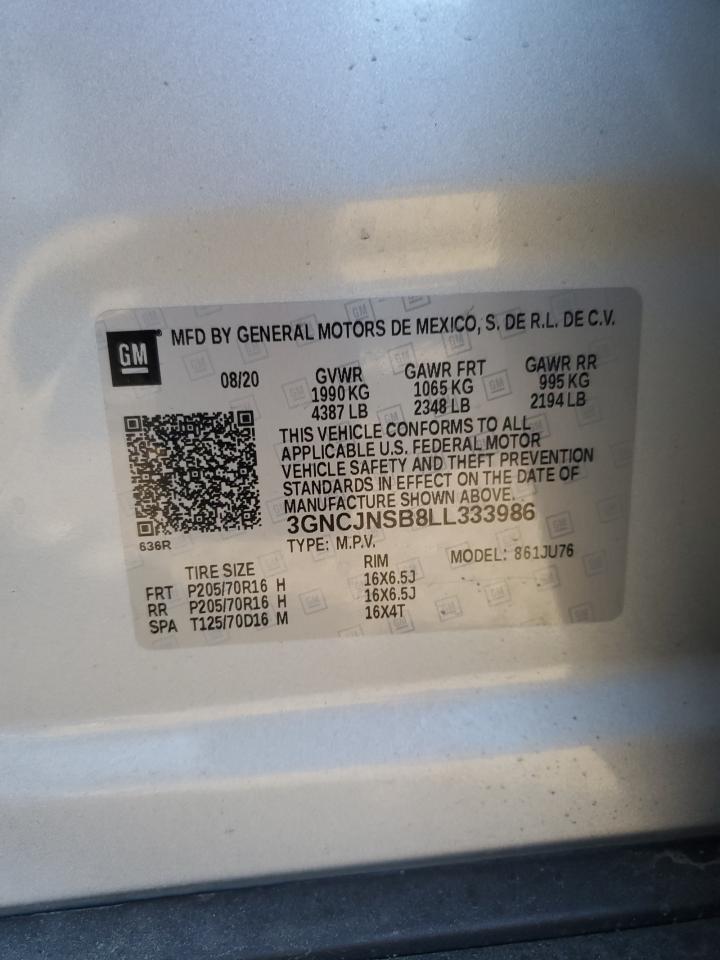 GM ® MFD BY GENERAL MOTORS DE MEXICO, S. DE R.L. DE C.V.
08/20 GVWR GAWR FRT GAWR RR
1990 KG 1065 KG 995 KG
4387 LB 2348 LB 2194 LB
THIS VEHICLE CONFORMS TO ALL
APPLICABLE U.S. FEDERAL MOTOR
VEHICLE SAFETY AND THEFT PREVENTION
STANDARDS IN EFFECT ON THE DATE OF
MANUFACTURE SHOWN ABOVE.
3GNCJNSB8LL333986
636R
TYPE: M.P.V. MODEL: 861JU76
TIRE SIZE RIM
FRT P205/70R16 H 16X6.5J
RR P205/70R16 H 16X6.5J
SPA T125/70D16 M 16X4T